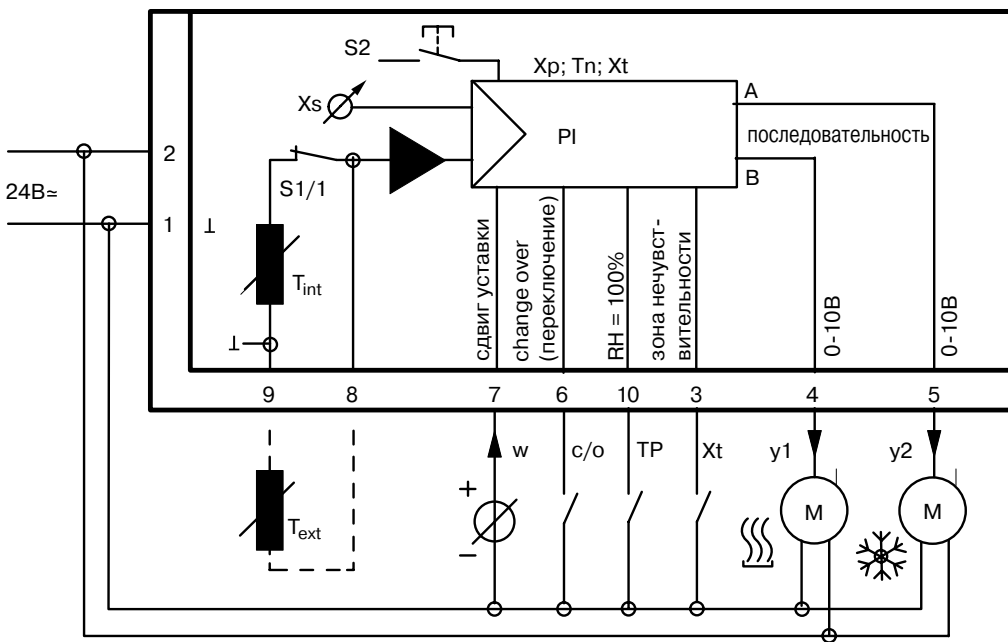 S2
Xp; Tn; Xt
A
Xs
PI
последовательность
2
B
24В≃
S1/1
1
⊥
T int
сдвиг уставки
change over
(переключение)
RH = 100%
зона нечувст-
вительности
0-10В
0-10В
⊥
9
8
7
6
10
3
4
5
w
c/o
TP
Xt
y1
y2
+
−
T ext
M
M